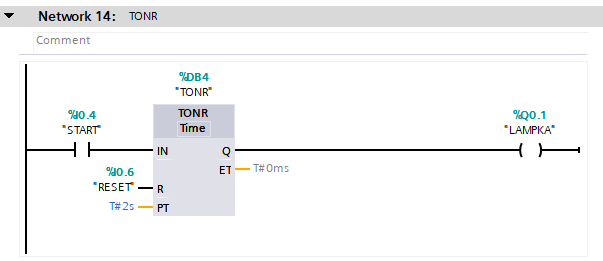 Network 14: TONR
Comment
%DB4
"TONR"
%I0.4
"START"
TONR
Time
%Q0.1
"LAMPKA"
IN
Q
ET
T#0ms
%I0.6
"RESET"
R
T#2s
PT